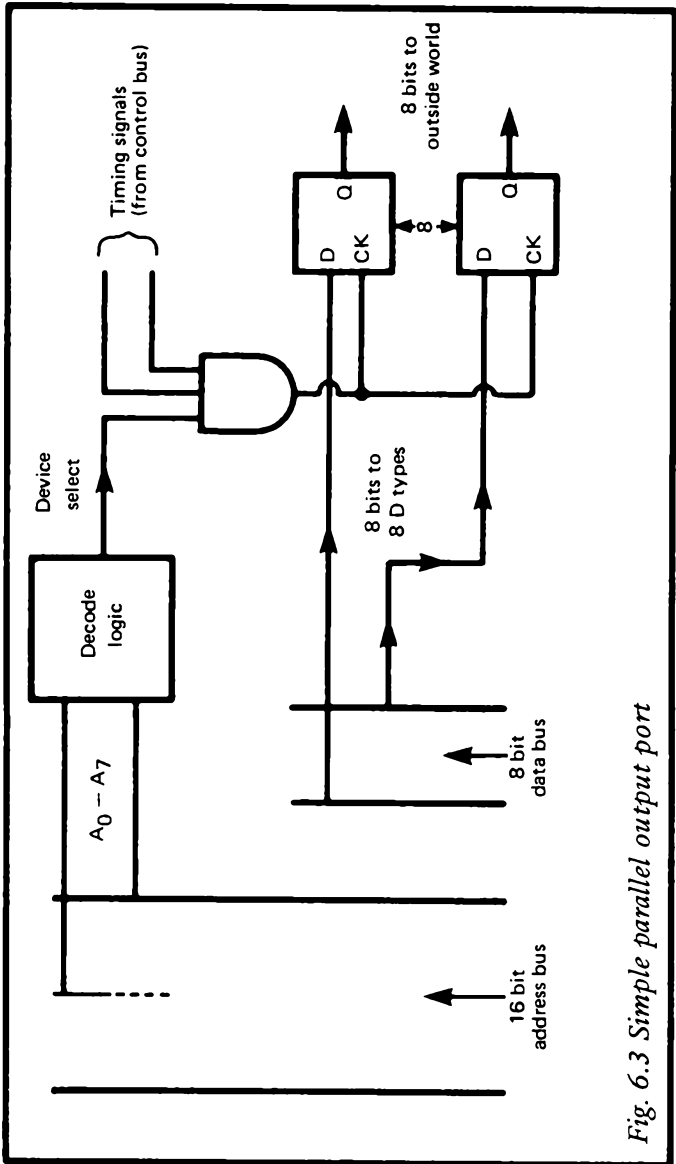 Timing signals
(from control bus)
Device
select
Decode
logic
A0 – A7
8 bits to
outside world
D
Q
CK
8
D
Q
CK
8 bits to
8 D types
8 bit
data bus
16 bit
address bus
Fig. 6.3 Simple parallel output port